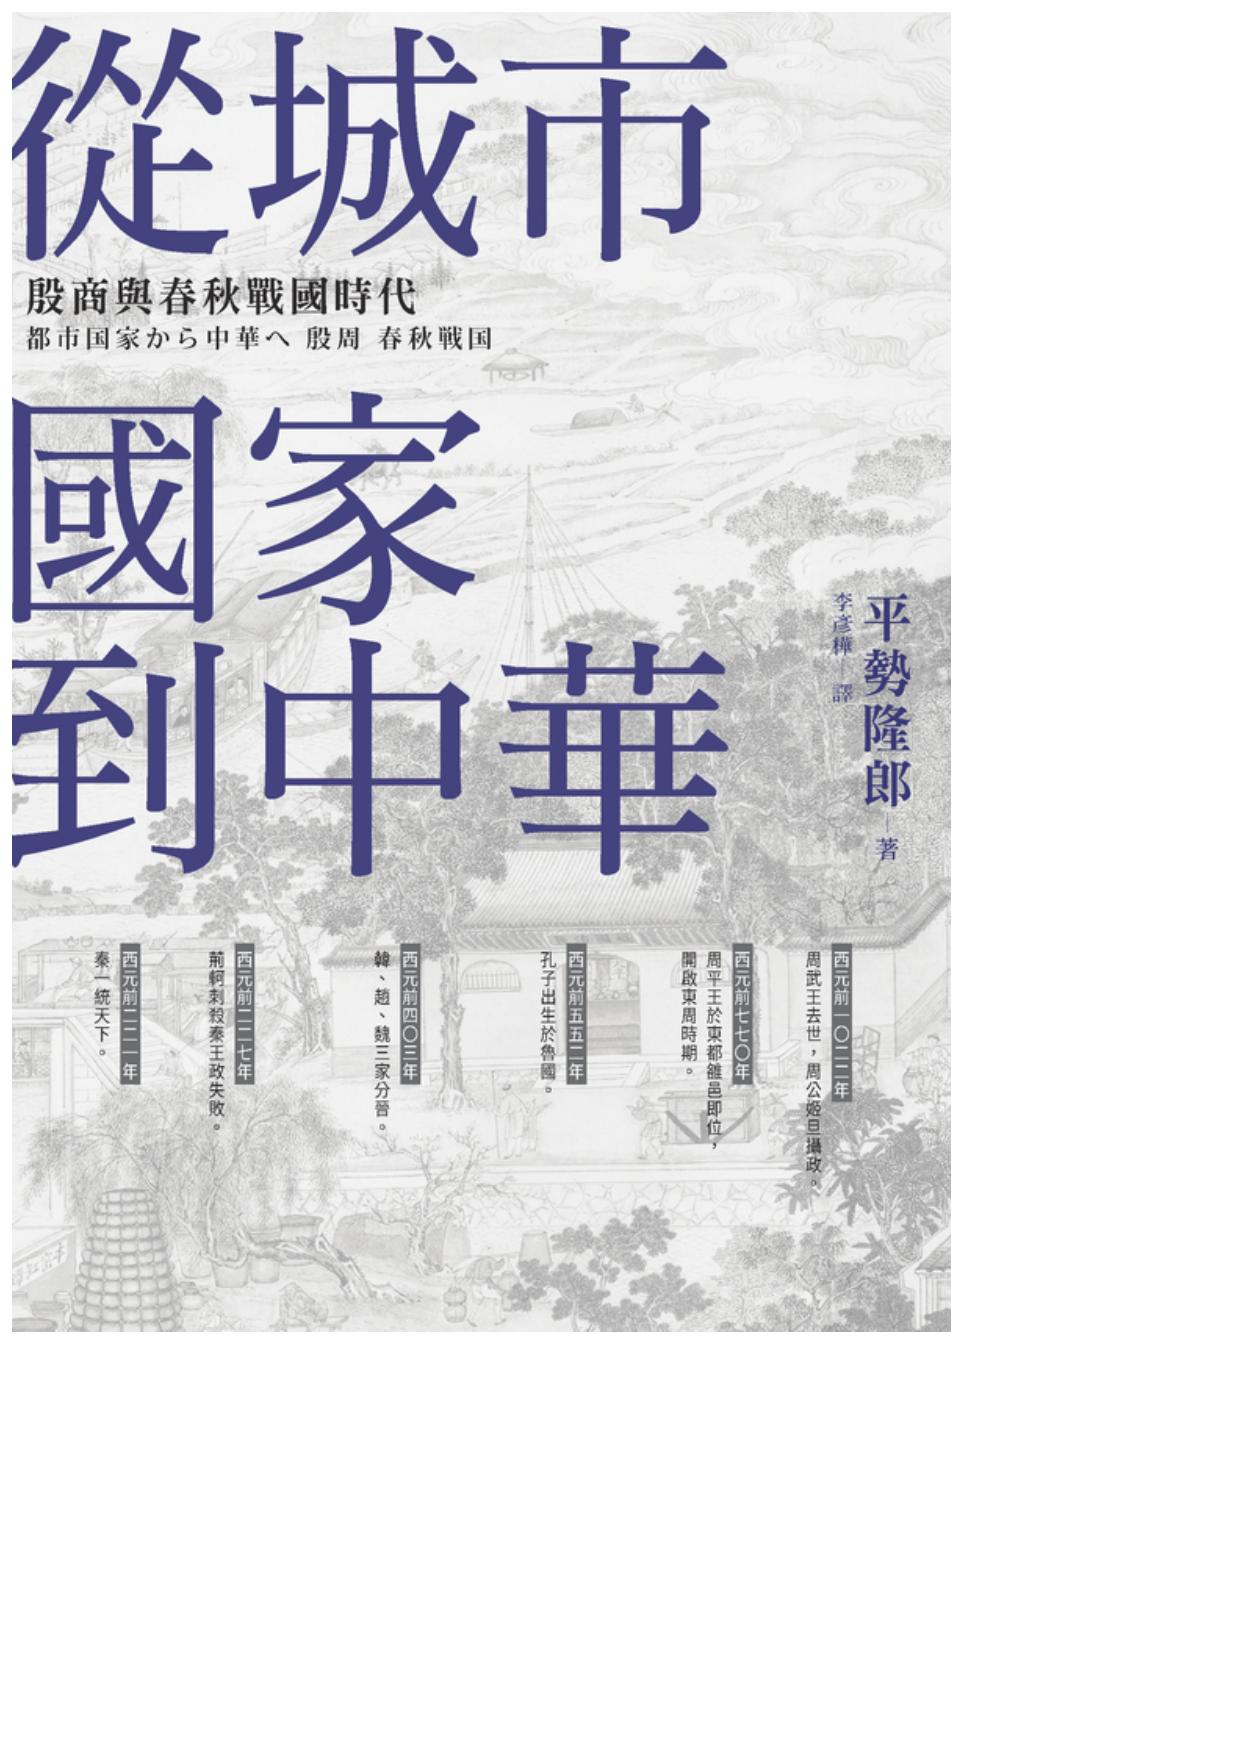 從城市
殷商與春秋戰國時代
都市国家から中華へ 殷周 春秋戦国
國家
到中華
平勢隆郎｜著
李彥樺｜譯
西元前一〇二二年
周武王去世，周公姬旦攝政。
西元前七七〇年
周平王於東都雒邑即位，
開啟東周時期。
西元前五五二年
孔子出生於魯國。
西元前四〇三年
韓、趙、魏三家分晉。
西元前二二七年
荊軻刺殺秦王政失敗。
西元前二二一年
秦一統天下。